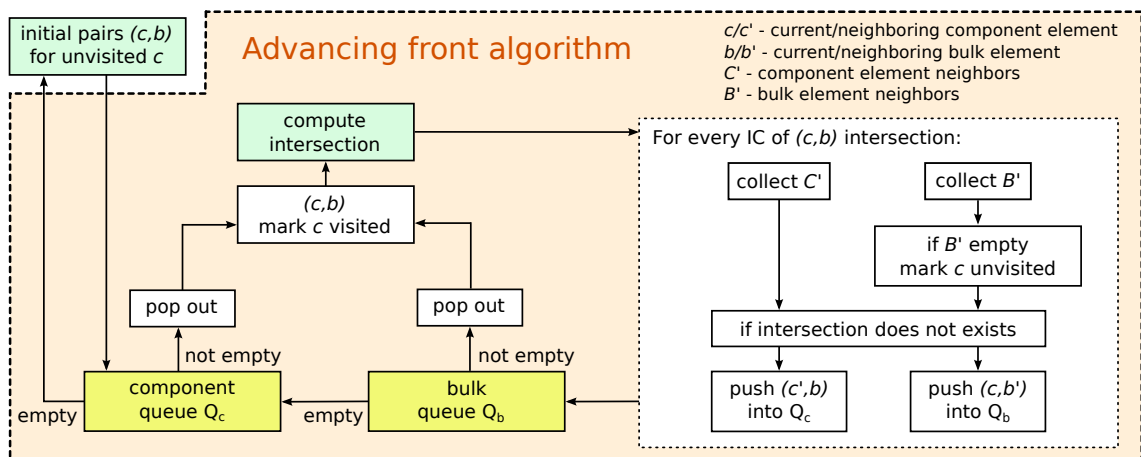 initial pairs (c,b)
for unvisited c
Advancing front algorithm
c/c' - current/neighboring component element
b/b' - current/neighboring bulk element
C' - component element neighbors
B' - bulk element neighbors
compute
intersection
(c,b)
mark c visited
pop out
pop out
not empty
not empty
component
queue Qc
bulk
queue Qb
empty
empty
For every IC of (c,b) intersection:
collect C'
collect B'
if B' empty
mark c unvisited
if intersection does not exists
push (c',b)
into Qc
push (c,b')
into Qb